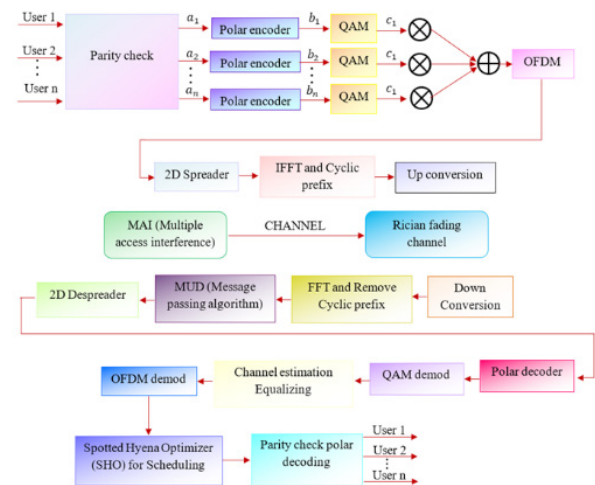 User 1
User 2
User n
Parity check
a₁
a₂
aₙ
Polar encoder
Polar encoder
Polar encoder
b₁
b₂
bₙ
QAM
QAM
QAM
c₁
c₁
c₁
OFDM
2D Spreader
IFFT and Cyclic
prefix
Up conversion
MAI (Multiple
access interference)
CHANNEL
Rician fading
channel
2D Despreader
MUD (Message
passing algorithm)
FFT and Remove
Cyclic prefix
Down
Conversion
OFDM demod
Channel estimation
Equalizing
QAM demod
Polar decoder
Spotted Hyena Optimizer
(SHO) for Scheduling
Parity check polar
decoding
User 1
User 2
User n